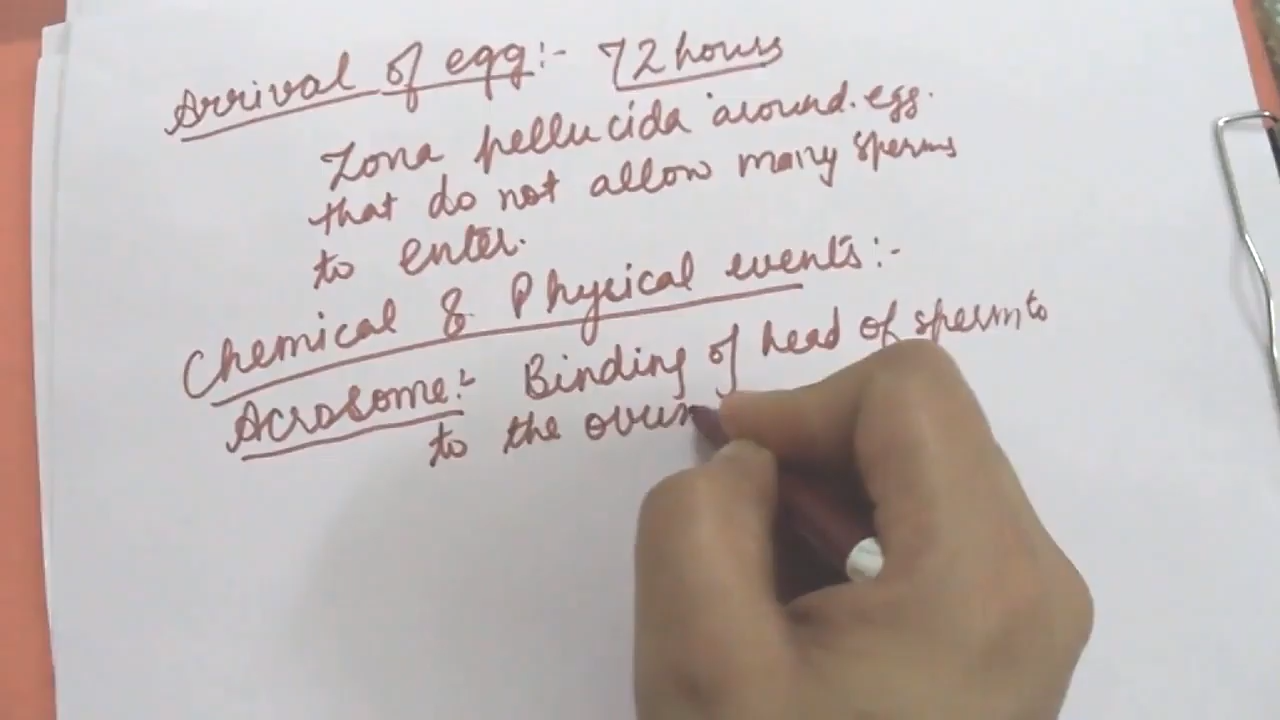 Arrival of egg:- 72 hours
Zona pellucida around egg.
that do not allow many sperms
to enter.
Chemical & Physical events:-
Acrosome:- Binding of head of sperm to
to the ovum